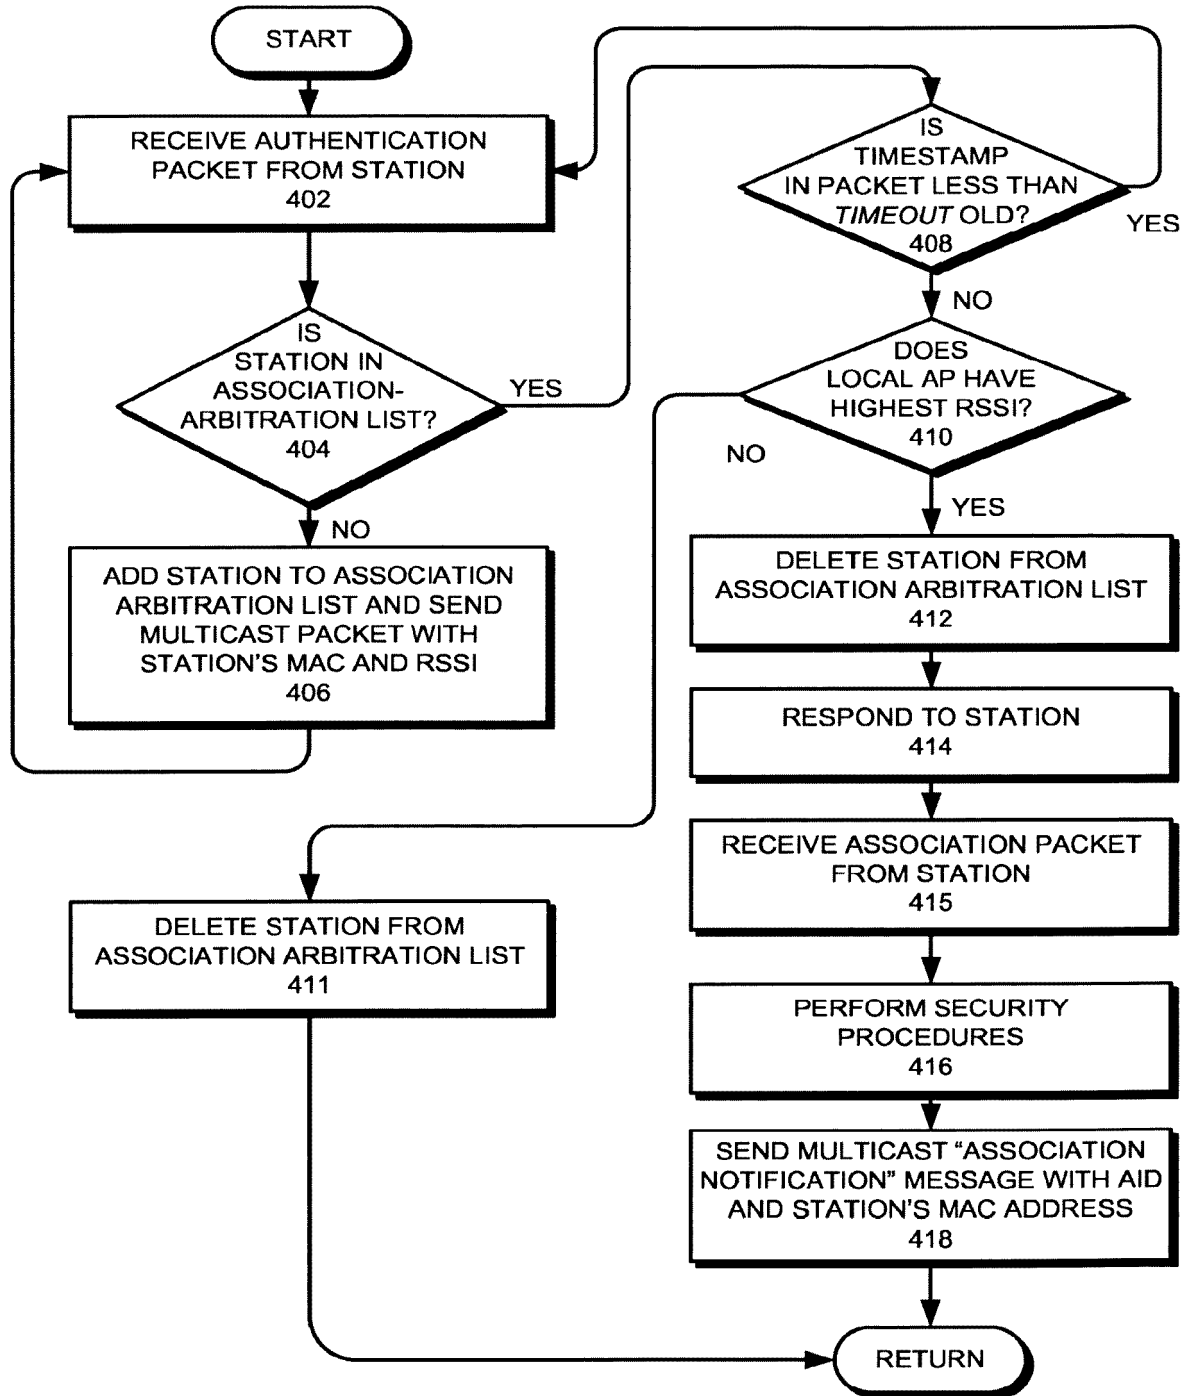 START
RECEIVE AUTHENTICATION
PACKET FROM STATION
402
IS
STATION IN
ASSOCIATION-
ARBITRATION LIST?
404
YES
NO
ADD STATION TO ASSOCIATION
ARBITRATION LIST AND SEND
MULTICAST PACKET WITH
STATION'S MAC AND RSSI
406
IS
TIMESTAMP
IN PACKET LESS THAN
TIMEOUT OLD?
408
YES
NO
DOES
LOCAL AP HAVE
HIGHEST RSSI?
410
NO
YES
DELETE STATION FROM
ASSOCIATION ARBITRATION LIST
411
DELETE STATION FROM
ASSOCIATION ARBITRATION LIST
412
RESPOND TO STATION
414
RECEIVE ASSOCIATION PACKET
FROM STATION
415
PERFORM SECURITY
PROCEDURES
416
SEND MULTICAST “ASSOCIATION
NOTIFICATION” MESSAGE WITH AID
AND STATION'S MAC ADDRESS
418
RETURN